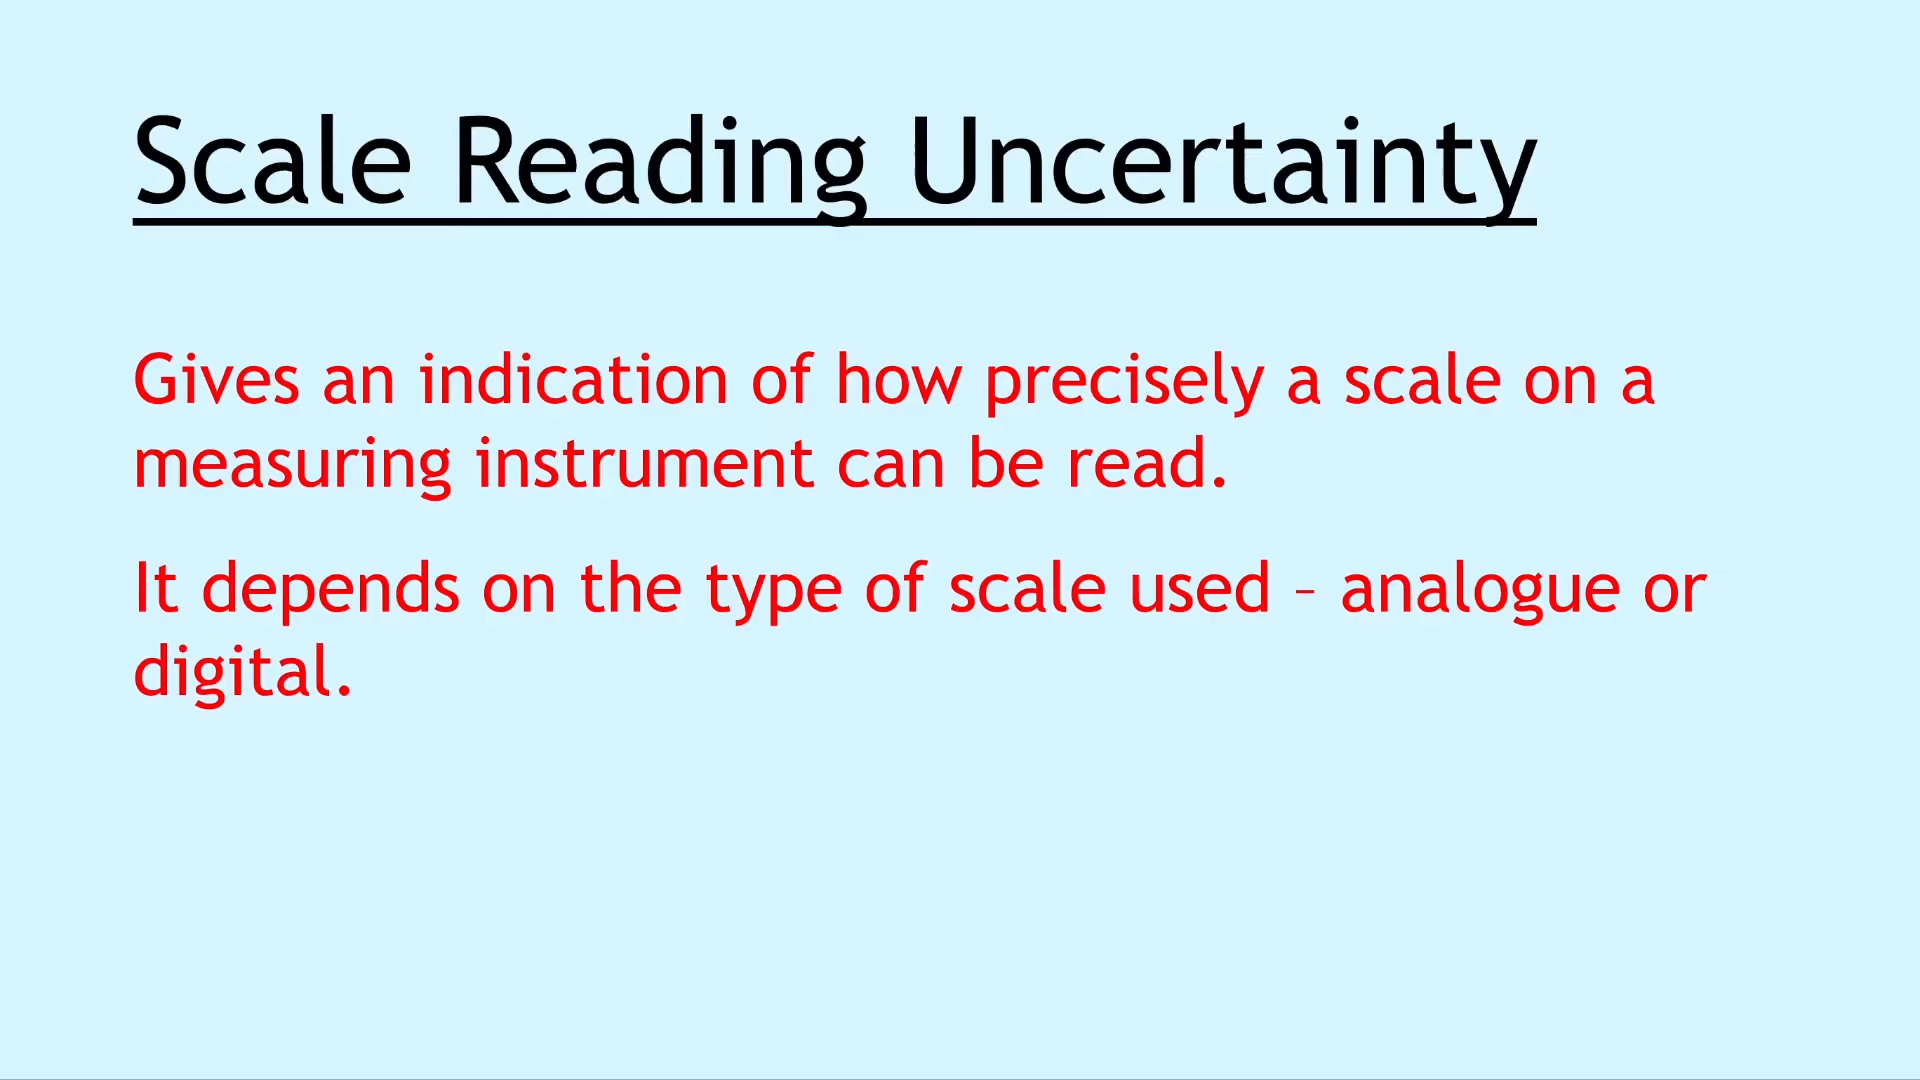 Scale Reading Uncertainty
Gives an indication of how precisely a scale on a
measuring instrument can be read.
It depends on the type of scale used – analogue or
digital.